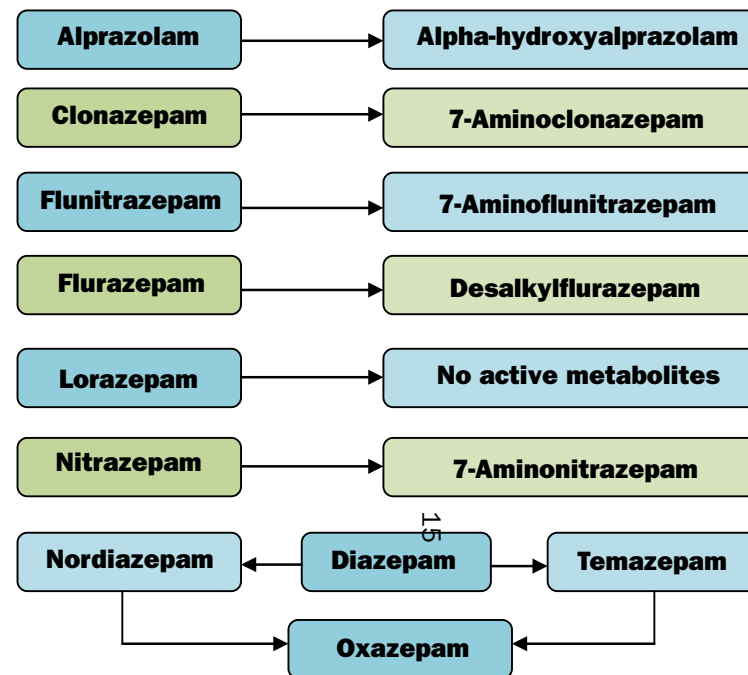 Alprazolam
Alpha-hydroxyalprazolam
Clonazepam
7-Aminoclonazepam
Flunitrazepam
7-Aminoflunitrazepam
Flurazepam
Desalkylflurazepam
Lorazepam
No active metabolites
Nitrazepam
7-Aminonitrazepam
15
Nordiazepam
Diazepam
Temazepam
Oxazepam